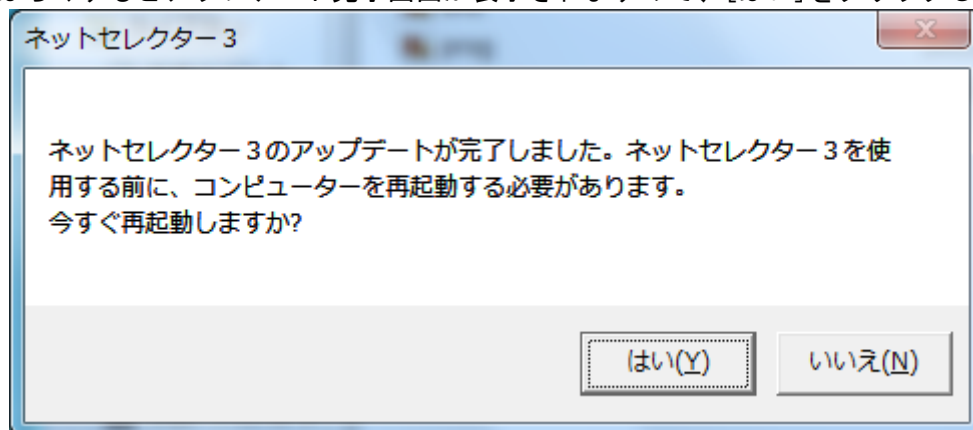 ネットセレクター 3
ネットセレクター 3 のアップデートが完了しました。ネットセレクター 3 を使
用する前に、コンピューターを再起動する必要があります。
今すぐ再起動しますか?
はい(Y)
いいえ(N)